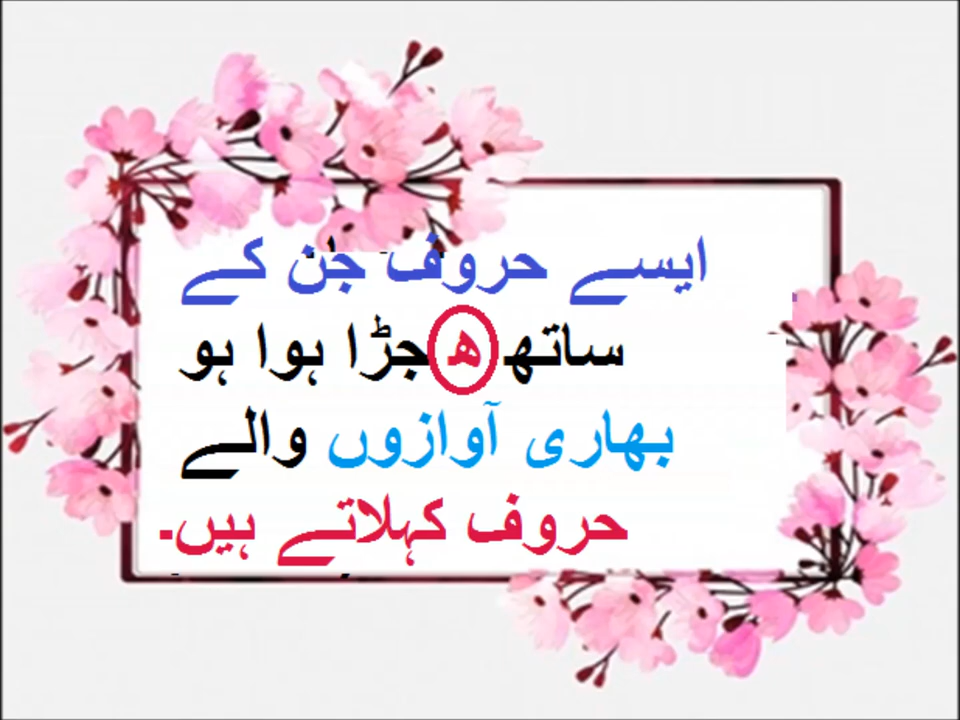 ایسے حروف جن کے
ساتھ ھ جڑا ہوا ہو
بھاری آوازوں والے
حروف کہلاتے ہیں۔